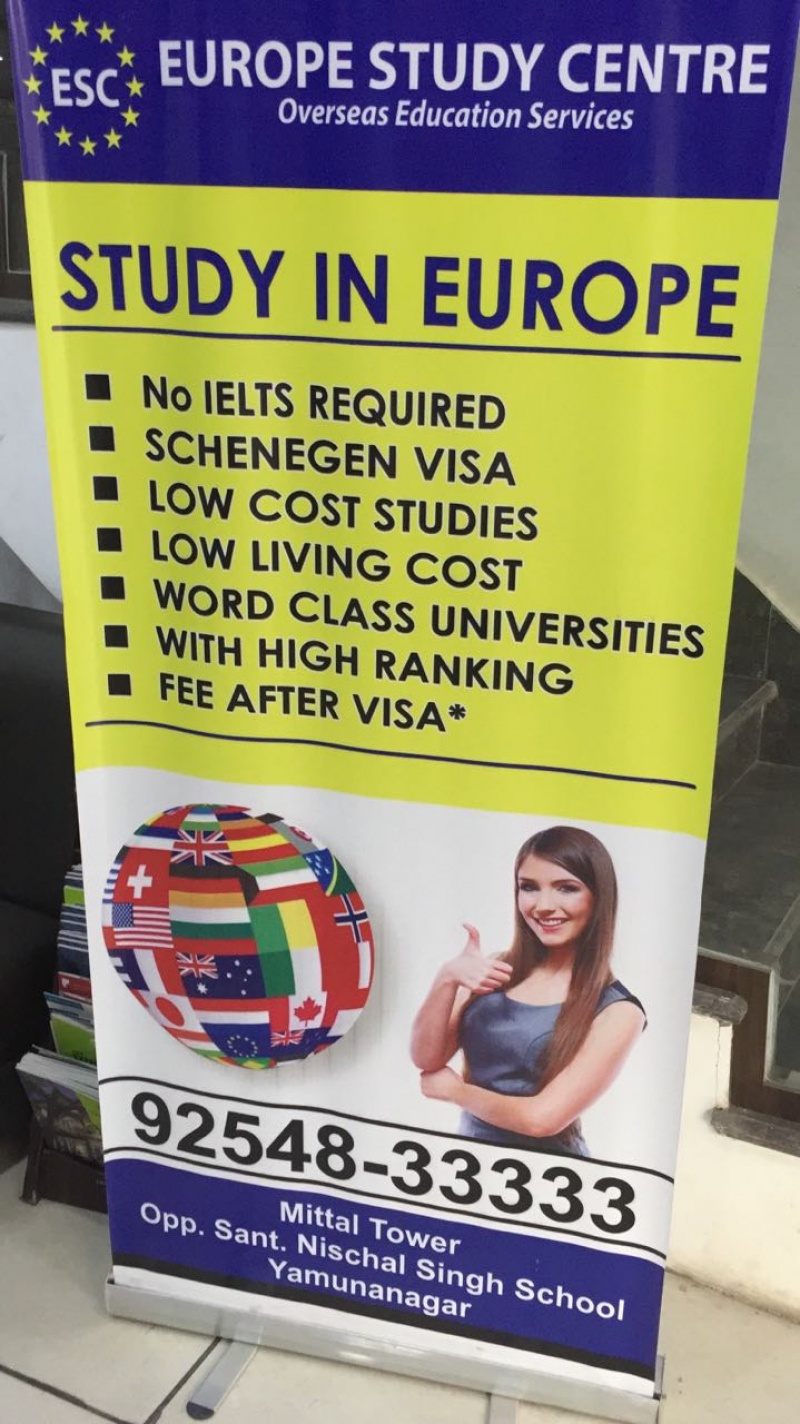 ESC
EUROPE STUDY CENTRE
Overseas Education Services
STUDY IN EUROPE
No IELTS REQUIRED
SCHENEGEN VISA
LOW COST STUDIES
LOW LIVING COST
WORD CLASS UNIVERSITIES
WITH HIGH RANKING
FEE AFTER VISA*
92548-33333
Mittal Tower
Opp. Sant. Nischal Singh School
Yamunanagar